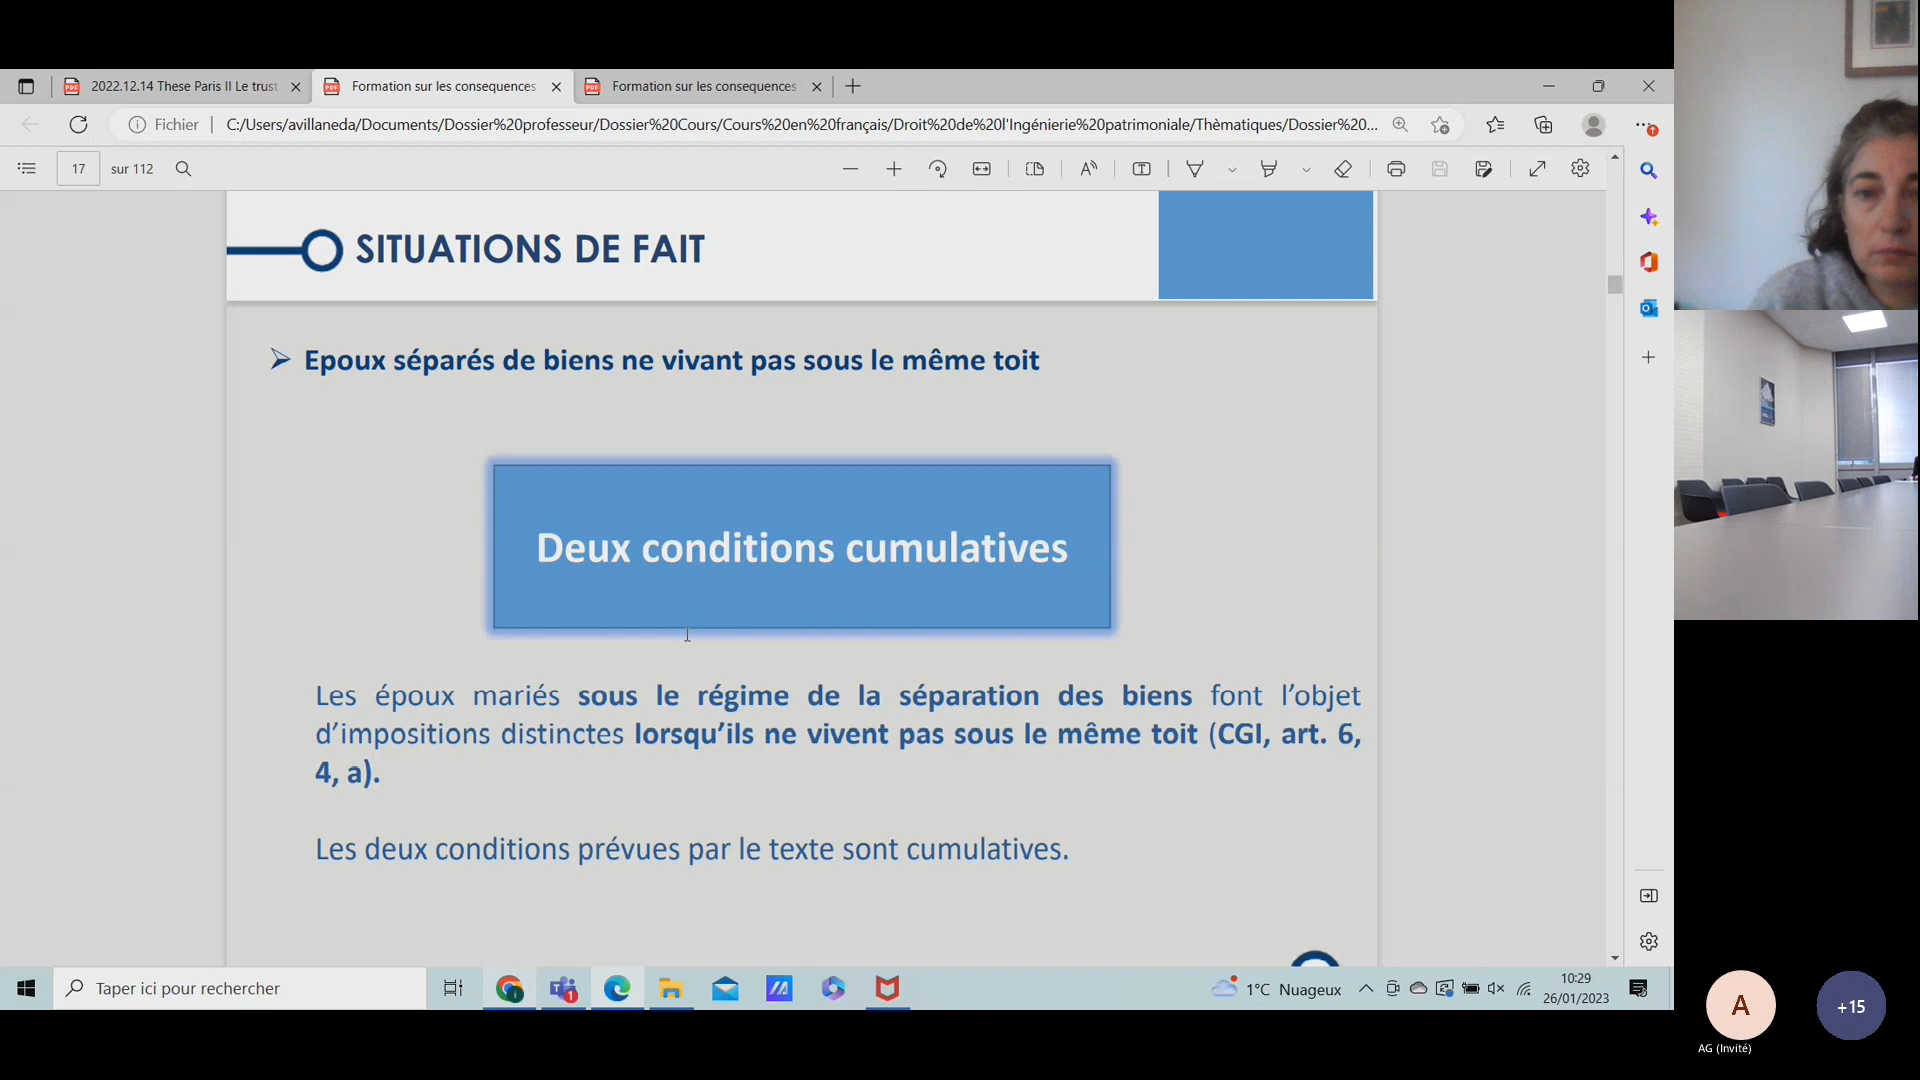 2022.12.14 These Paris II Le trust
Formation sur les consequences
Formation sur les consequences
Fichier
C:/Users/avillaneda/Documents/Dossier%20professeur/Dossier%20Cours/Cours%20en%20français/Droit%20de%20l'Ingénierie%20patrimoniale/Thèmatiques/Dossier%20...
17 sur 112
SITUATIONS DE FAIT
Epoux séparés de biens ne vivant pas sous le même toit
Deux conditions cumulatives
Les époux mariés sous le régime de la séparation des biens font l’objet
d’impositions distinctes lorsqu’ils ne vivent pas sous le même toit (CGI, art. 6,
4, a).
Les deux conditions prévues par le texte sont cumulatives.
Taper ici pour rechercher
1
1°C Nuageux
10:29
26/01/2023
A
+15
AG (Invité)